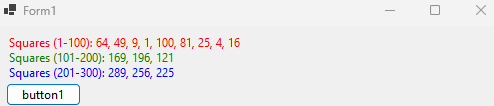 Form1
Squares (1-100): 64, 49, 9, 1, 100, 81, 25, 4, 16
Squares (101-200): 169, 196, 121
Squares (201-300): 289, 256, 225
button1